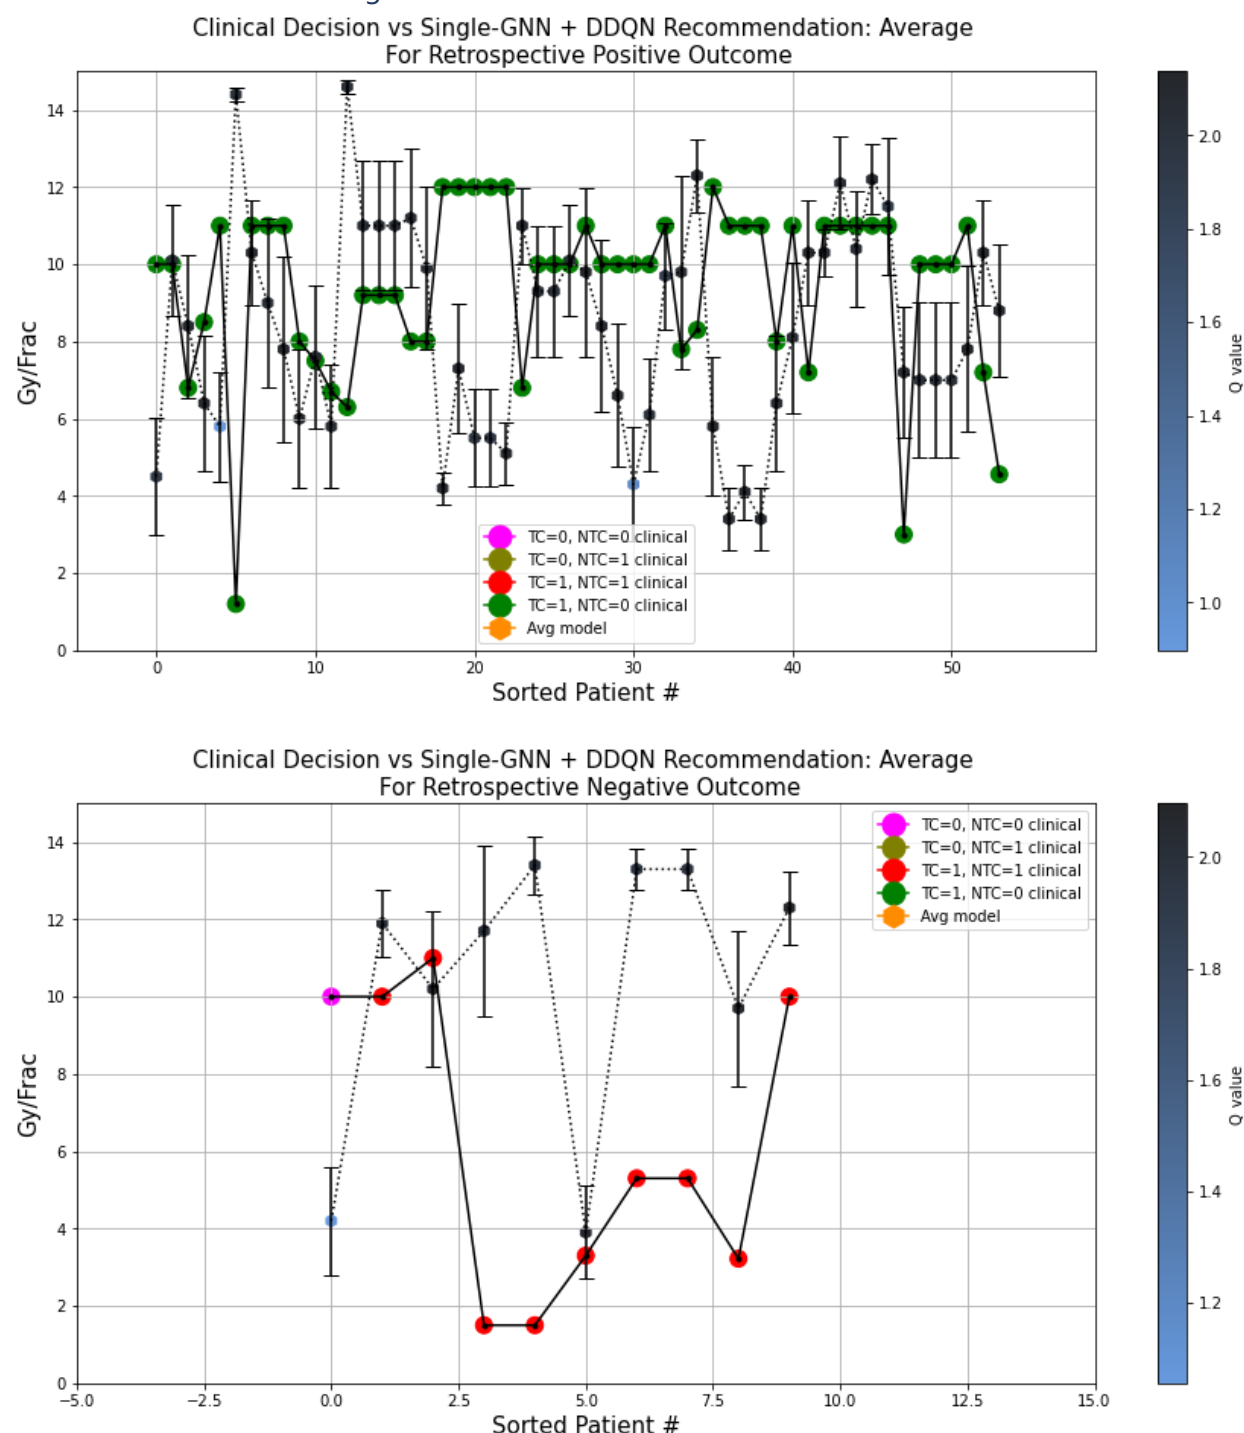 Clinical Decision vs Single-GNN + DDQN Recommendation: Average
For Retrospective Positive Outcome
Gy/Frac
14
12
10
8
6
4
2
0
TC=0, NTC=0 clinical
TC=0, NTC=1 clinical
TC=1, NTC=1 clinical
TC=1, NTC=0 clinical
Avg model
0 10 20 30 40 50
Sorted Patient #
2.0
1.8
1.6
1.4
1.2
1.0
Q value
Clinical Decision vs Single-GNN + DDQN Recommendation: Average
For Retrospective Negative Outcome
Gy/Frac
14
12
10
8
6
4
2
0
TC=0, NTC=0 clinical
TC=0, NTC=1 clinical
TC=1, NTC=1 clinical
TC=1, NTC=0 clinical
Avg model
−5.0 −2.5 0.0 2.5 5.0 7.5 10.0 12.5 15.0
Sorted Patient #
2.0
1.8
1.6
1.4
1.2
Q value